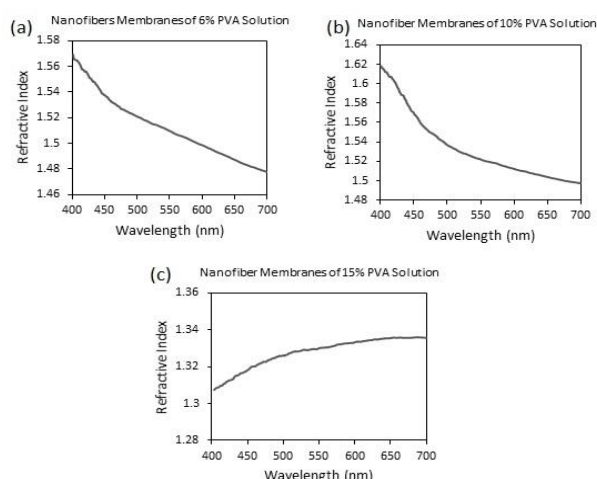 (a)
Nanofibers Membranes of 6% PVA Solution
1.58
1.56
1.54
1.52
1.5
1.48
1.46
Refractive Index
400 450 500 550 600 650 700
Wavelength (nm)
(b)
Nanofiber Membranes of 10% PVA Solution
1.64
1.62
1.6
1.58
1.56
1.54
1.52
1.5
1.48
Refractive Index
400 450 500 550 600 650 700
Wavelength (nm)
(c)
Nanofiber Membranes of 15% PVA Solution
1.36
1.34
1.32
1.3
1.28
Refractive Index
400 450 500 550 600 650 700
Wavelength (nm)